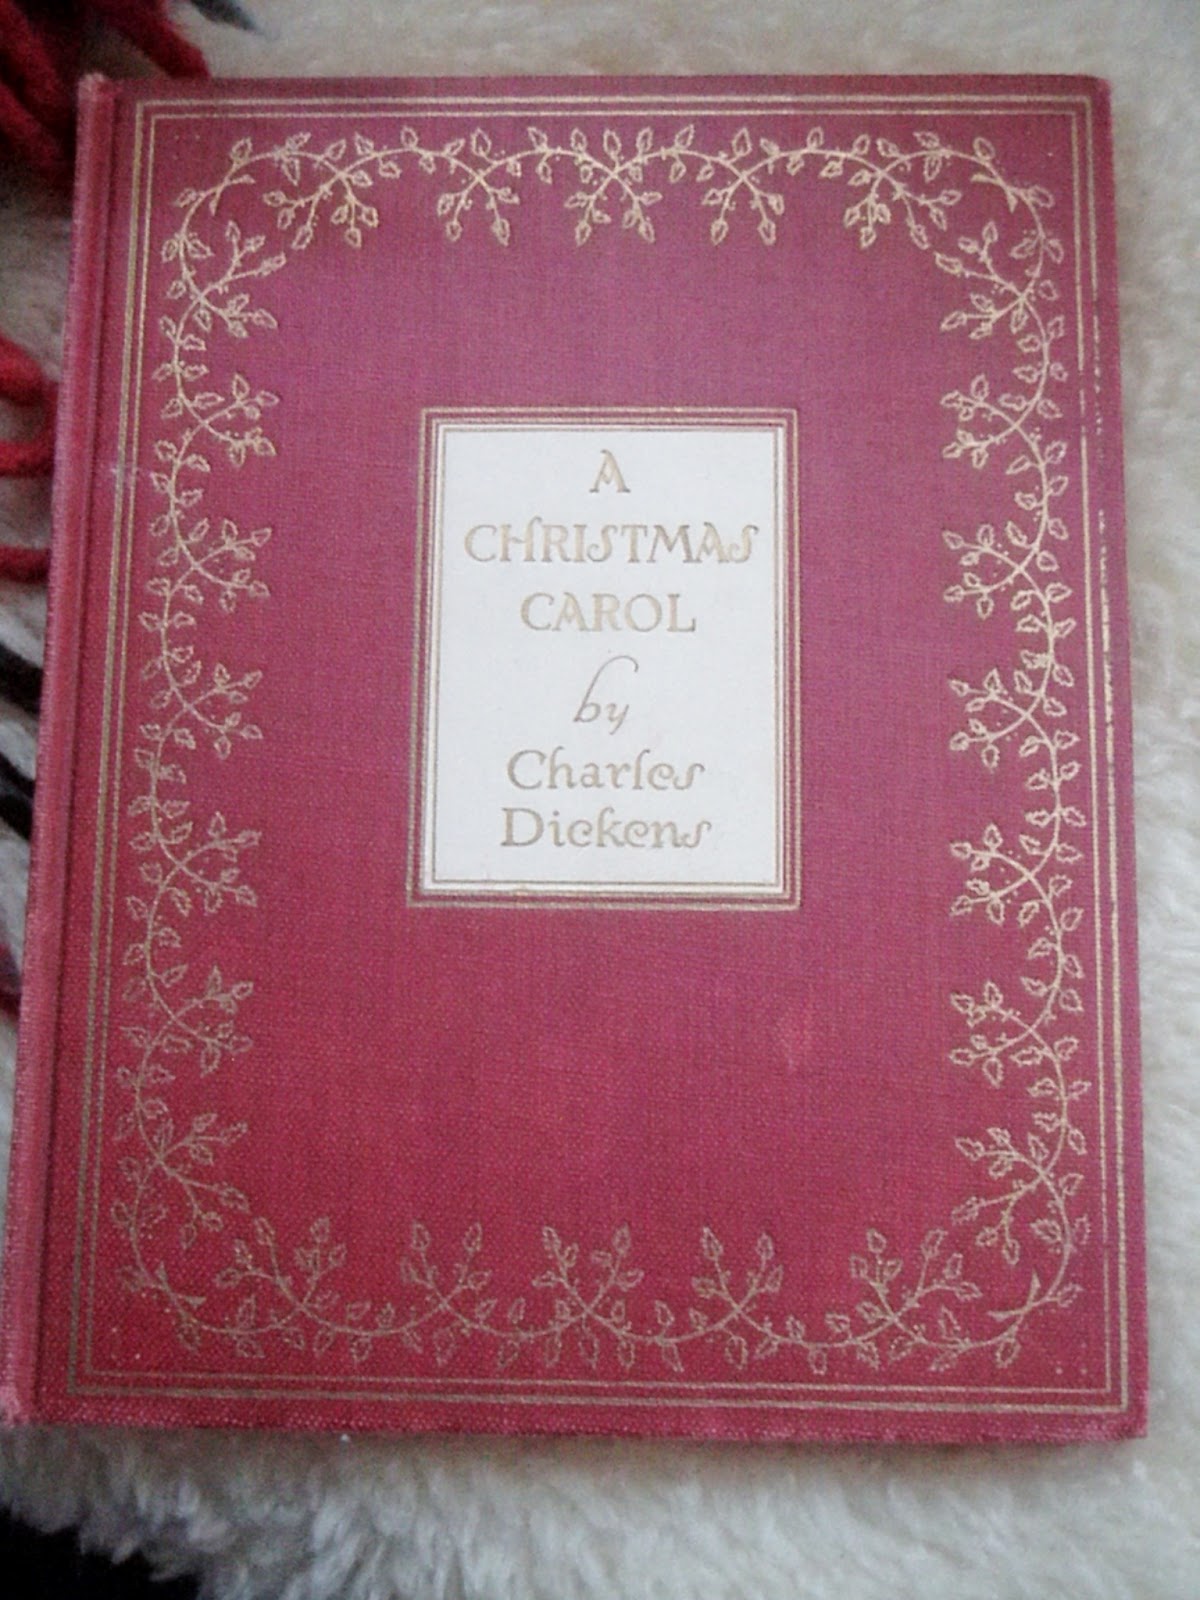 A
CHRISTMAS
CAROL
by
Charles
Dickens